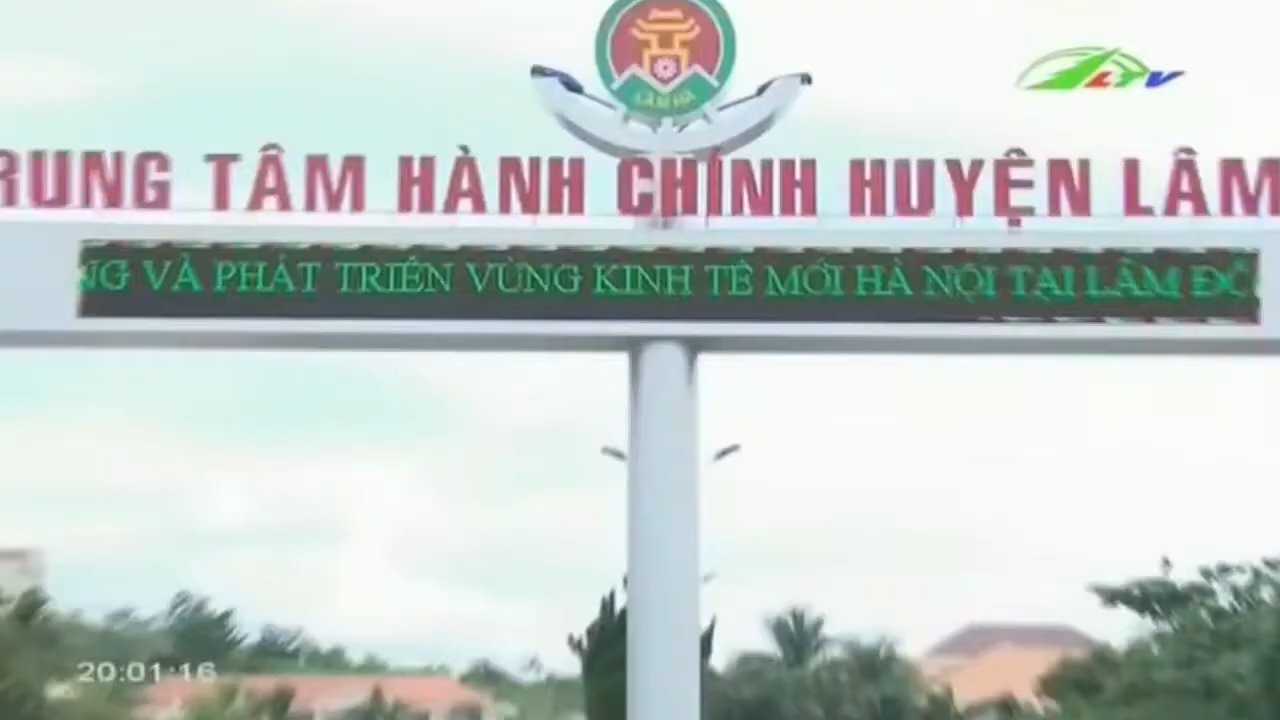 LTV
LÂM HÀ
RUNG TÂM HÀNH CHÍNH HUYỆN LÂM
NG VÀ PHÁT TRIỂN VÙNG KINH TẾ MỚI HÀ NỘI TẠI LÂM ĐỒ
20:01:16